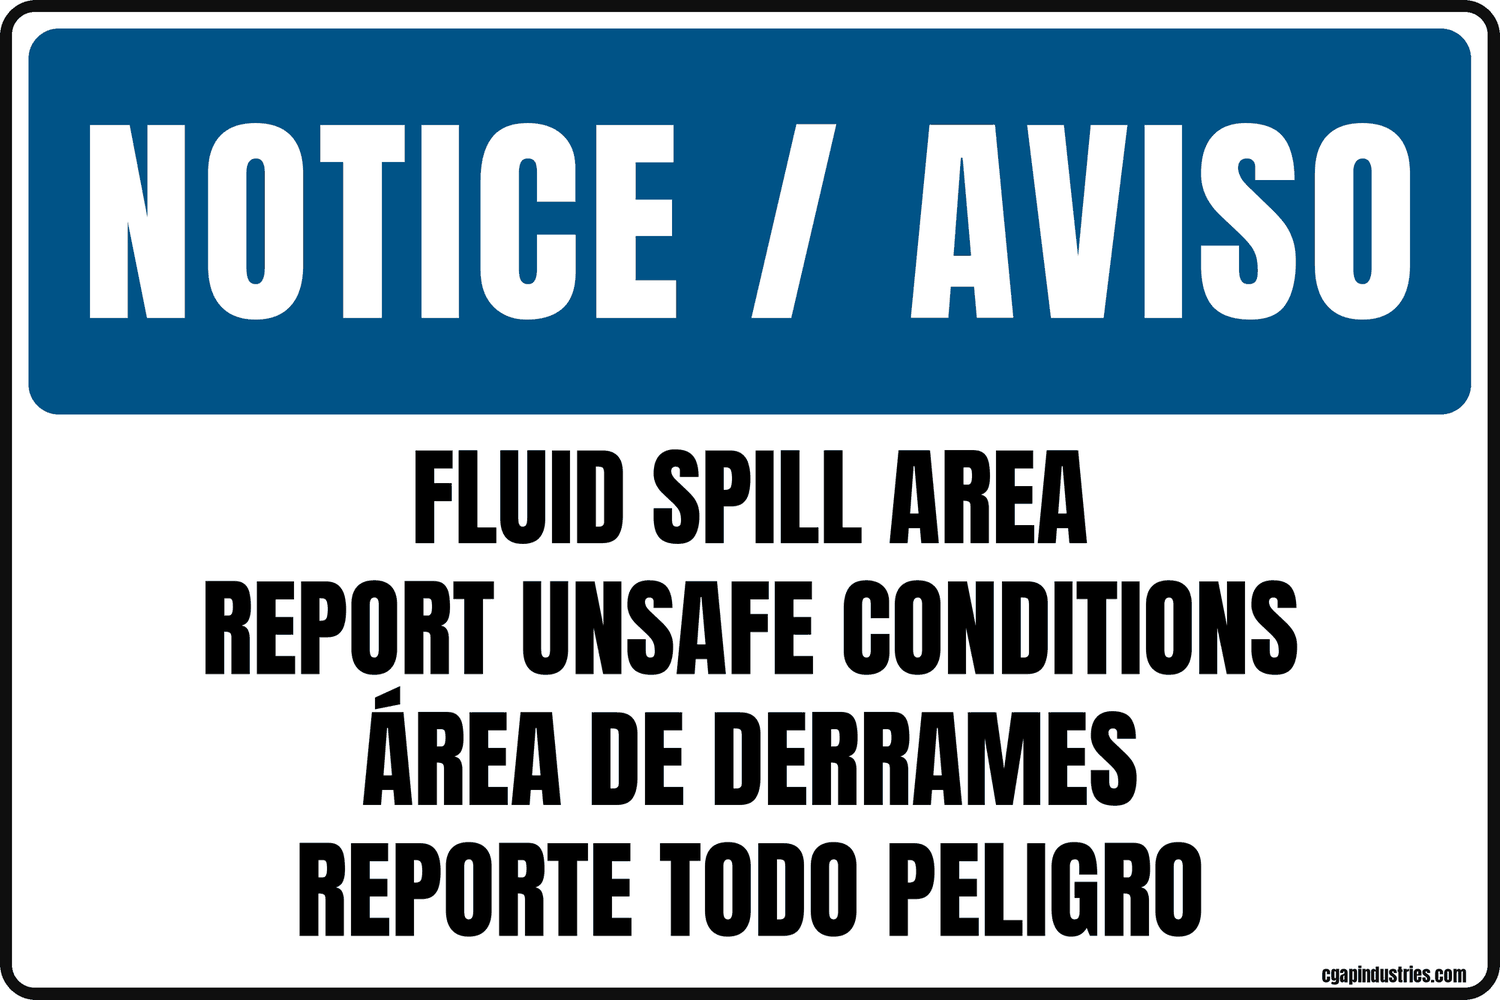 NOTICE / AVISO
FLUID SPILL AREA
REPORT UNSAFE CONDITIONS
ÁREA DE DERRAMES
REPORTE TODO PELIGRO
cgapindustries.com